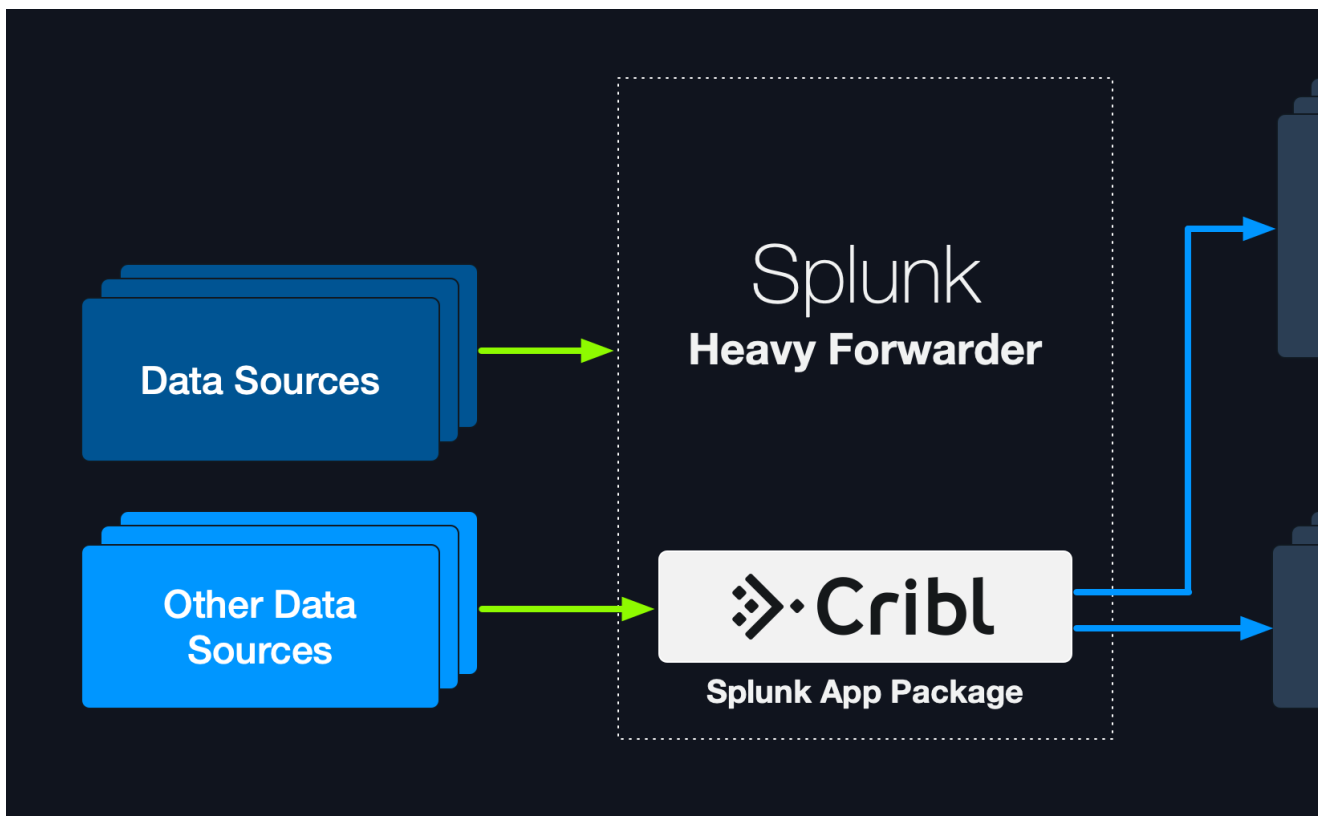 Splunk
Heavy Forwarder
Data Sources
Other Data
Sources
Cribl
Splunk App Package